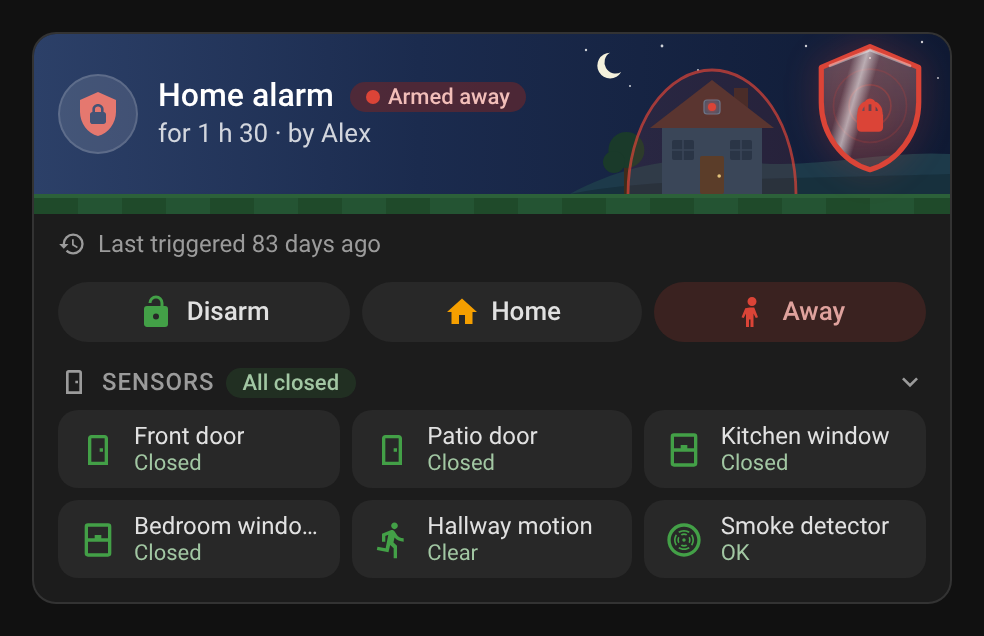 Home alarm
Armed away
for 1 h 30 · by Alex
Last triggered 83 days ago
Disarm
Home
Away
SENSORS
All closed
Front door
Closed
Patio door
Closed
Kitchen window
Closed
Bedroom windo...
Closed
Hallway motion
Clear
Smoke detector
OK